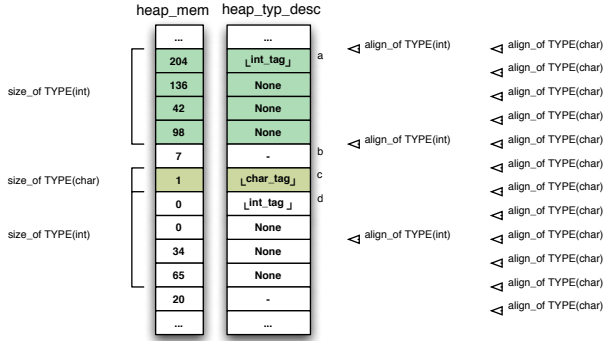 heap_mem heap_typ_desc
... ...
align_of TYPE(int) align_of TYPE(char)
204 ⌞int_tag⌟ a
align_of TYPE(char)
size_of TYPE(int) 136 None align_of TYPE(char)
42 None align_of TYPE(char)
98 None align_of TYPE(int) align_of TYPE(char)
7 - b align_of TYPE(char)
size_of TYPE(char) 1 ⌞char_tag⌟ c align_of TYPE(char)
0 ⌞int_tag⌟ d align_of TYPE(char)
size_of TYPE(int) 0 None align_of TYPE(int) align_of TYPE(char)
34 None align_of TYPE(char)
65 None align_of TYPE(char)
20 - align_of TYPE(char)
... ...